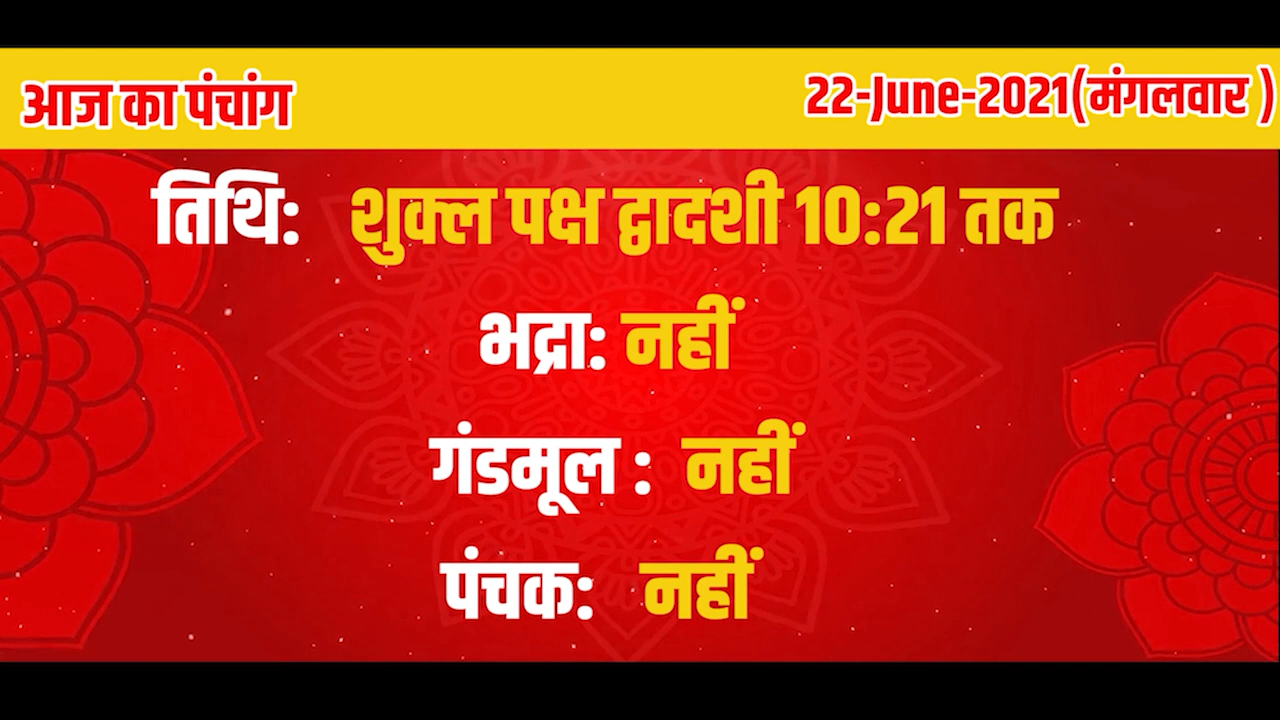 आज का पंचांग 22-June-2021(मंगलवार )
तिथि: शुक्ल पक्ष द्वादशी 10:21 तक
भद्रा: नहीं
गंडमूल : नहीं
पंचक: नहीं